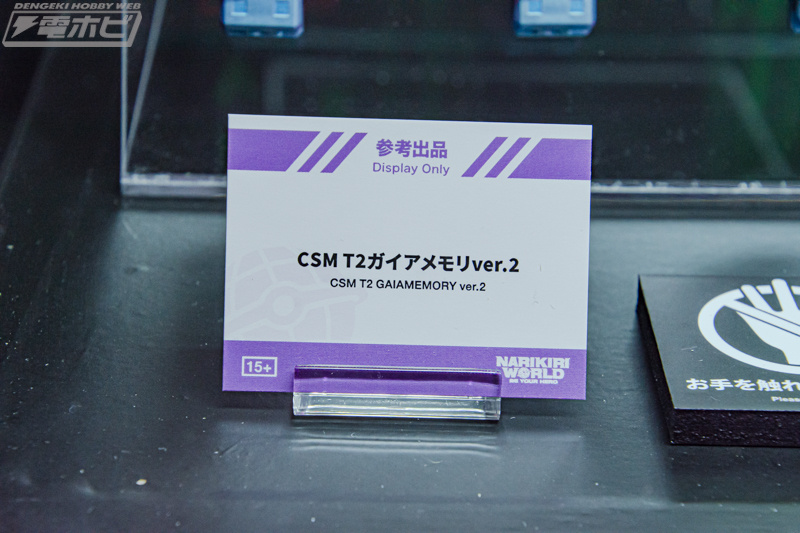 DENGEKI HOBBY WEB
電ホビ
参考出品
Display Only
CSM T2ガイアメモリver.2
CSM T2 GAIAMEMORY ver.2
15+
NARIKIRI
WORLD
BE YOUR HERO
お手を触れ
Pleas